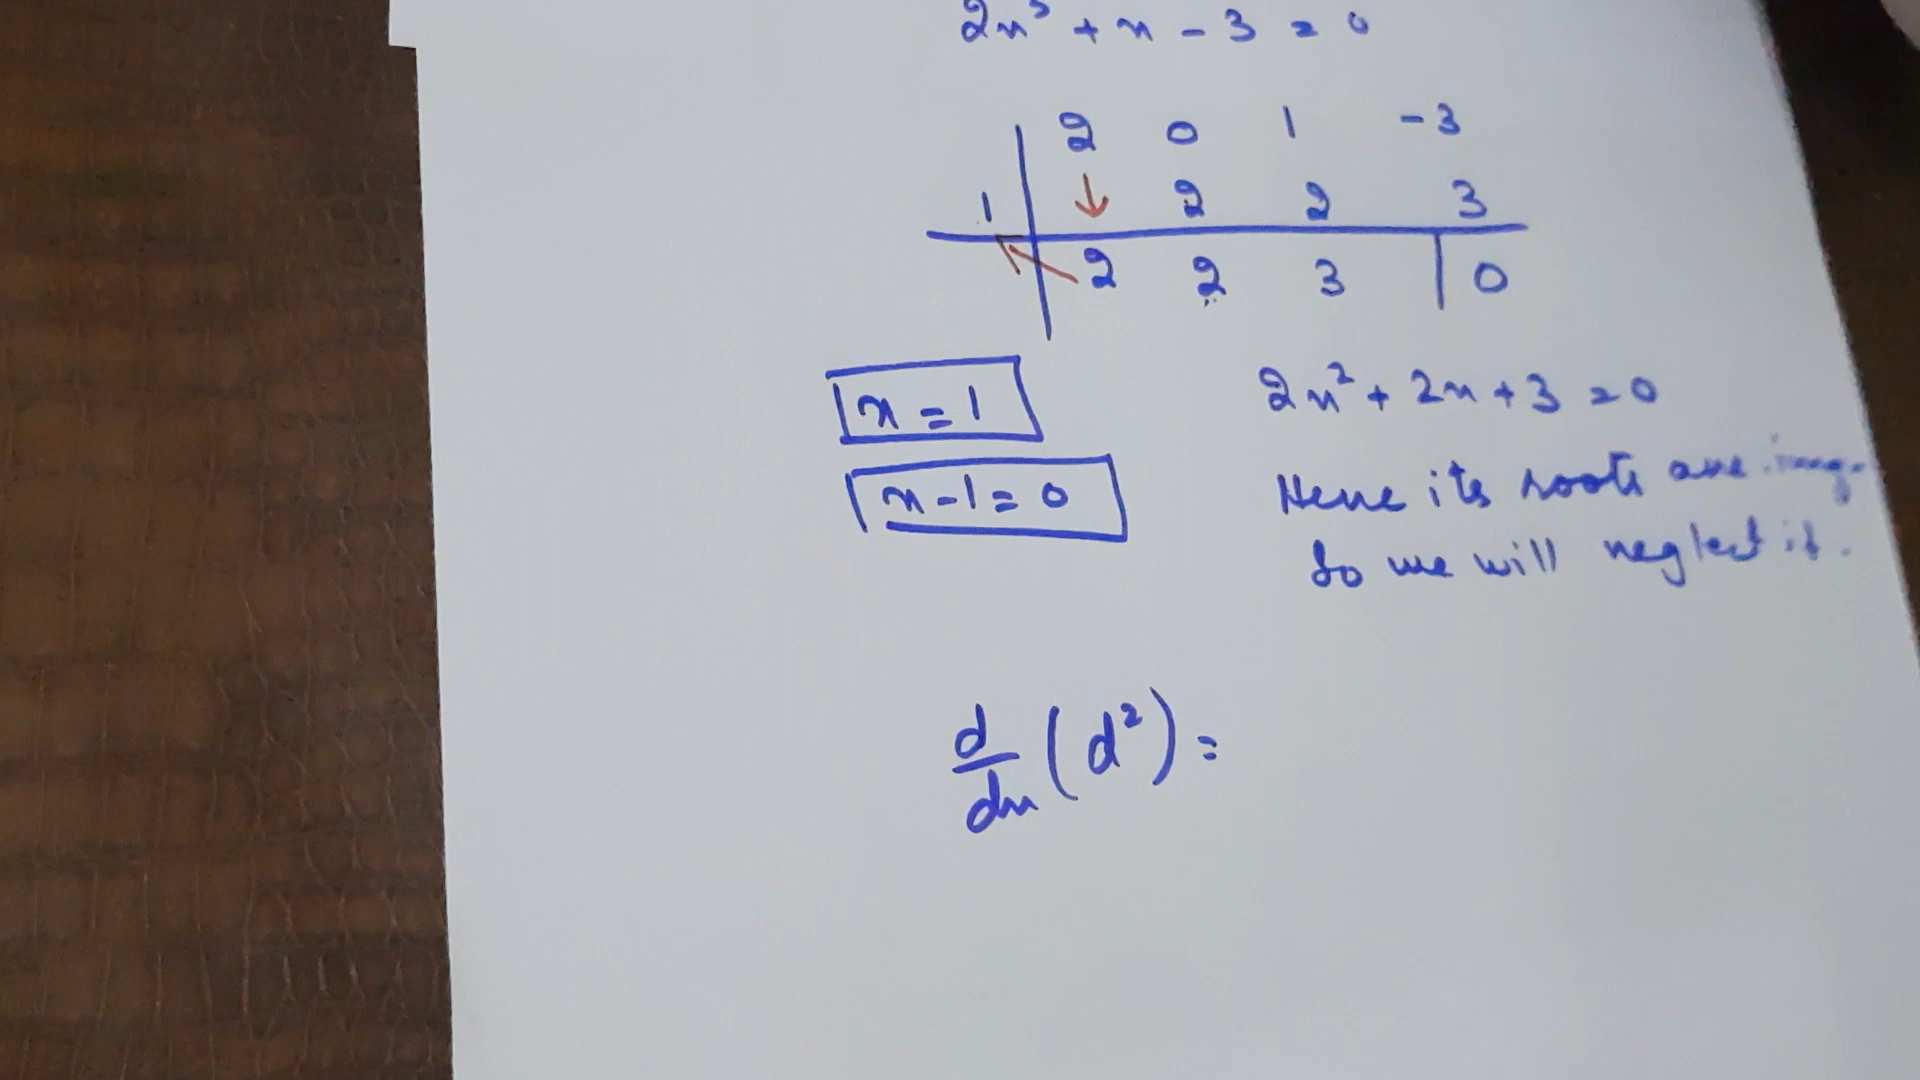 2x³ + x - 3 = 0
2 0 1 -3
1 ↓ 2 2 3
2 2 3 | 0
x = 1
2x² + 2x + 3 = 0
x - 1 = 0
Here its roots are imag.
So we will neglect it.
d/dx (d²) =